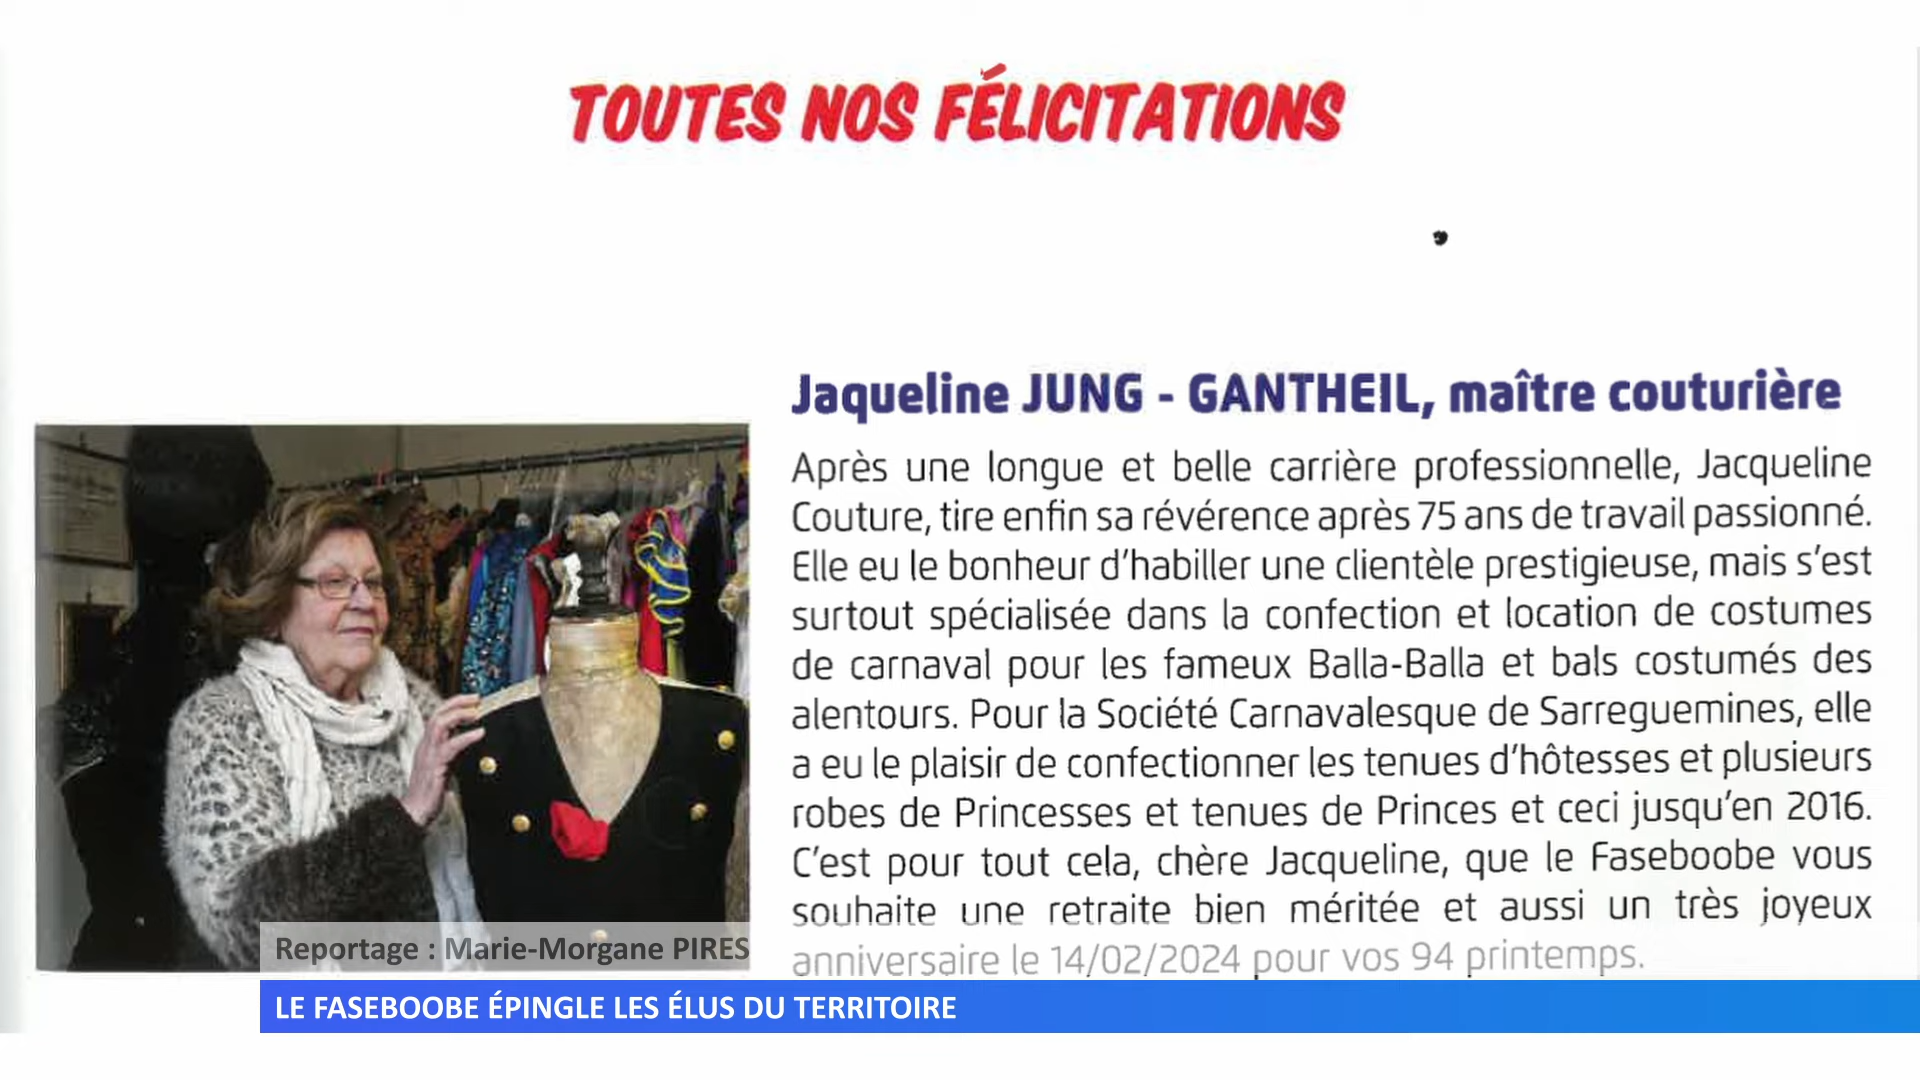 TOUTES NOS FÉLICITATIONS
Jaqueline JUNG - GANTHEIL, maître couturière
Après une longue et belle carrière professionnelle, Jacqueline
Couture, tire enfin sa révérence après 75 ans de travail passionné.
Elle eu le bonheur d'habiller une clientèle prestigieuse, mais s'est
surtout spécialisée dans la confection et location de costumes
de carnaval pour les fameux Balla-Balla et bals costumés des
alentours. Pour la Société Carnavalesque de Sarreguemines, elle
a eu le plaisir de confectionner les tenues d'hôtesses et plusieurs
robes de Princesses et tenues de Princes et ceci jusqu'en 2016.
C'est pour tout cela, chère Jacqueline, que le Faseboobe vous
souhaite une retraite bien méritée et aussi un très joyeux
anniversaire le 14/02/2024 pour vos 94 printemps.
Reportage : Marie-Morgane PIRES
LE FASEBOOBE ÉPINGLE LES ÉLUS DU TERRITOIRE